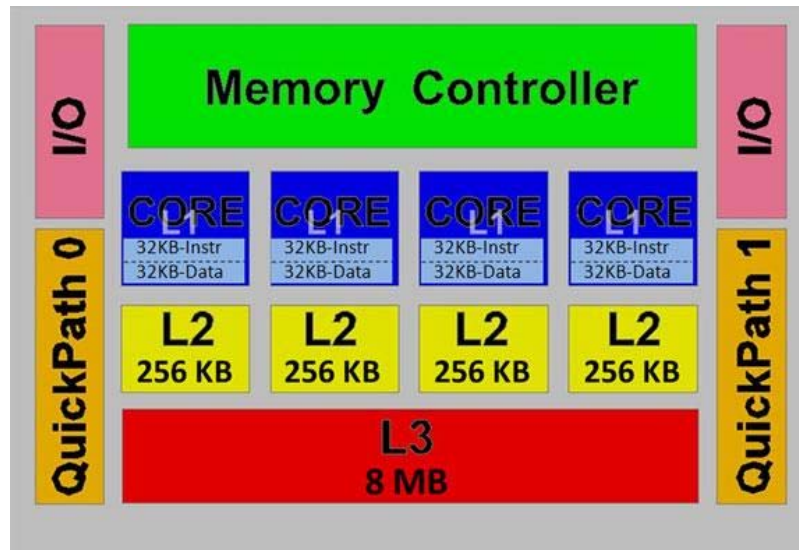 I/O
Memory Controller
I/O
CORE
L1
32KB-Instr
32KB-Data
CORE
L1
32KB-Instr
32KB-Data
CORE
L1
32KB-Instr
32KB-Data
CORE
L1
32KB-Instr
32KB-Data
QuickPath 0
L2
256 KB
L2
256 KB
L2
256 KB
L2
256 KB
QuickPath 1
L3
8 MB